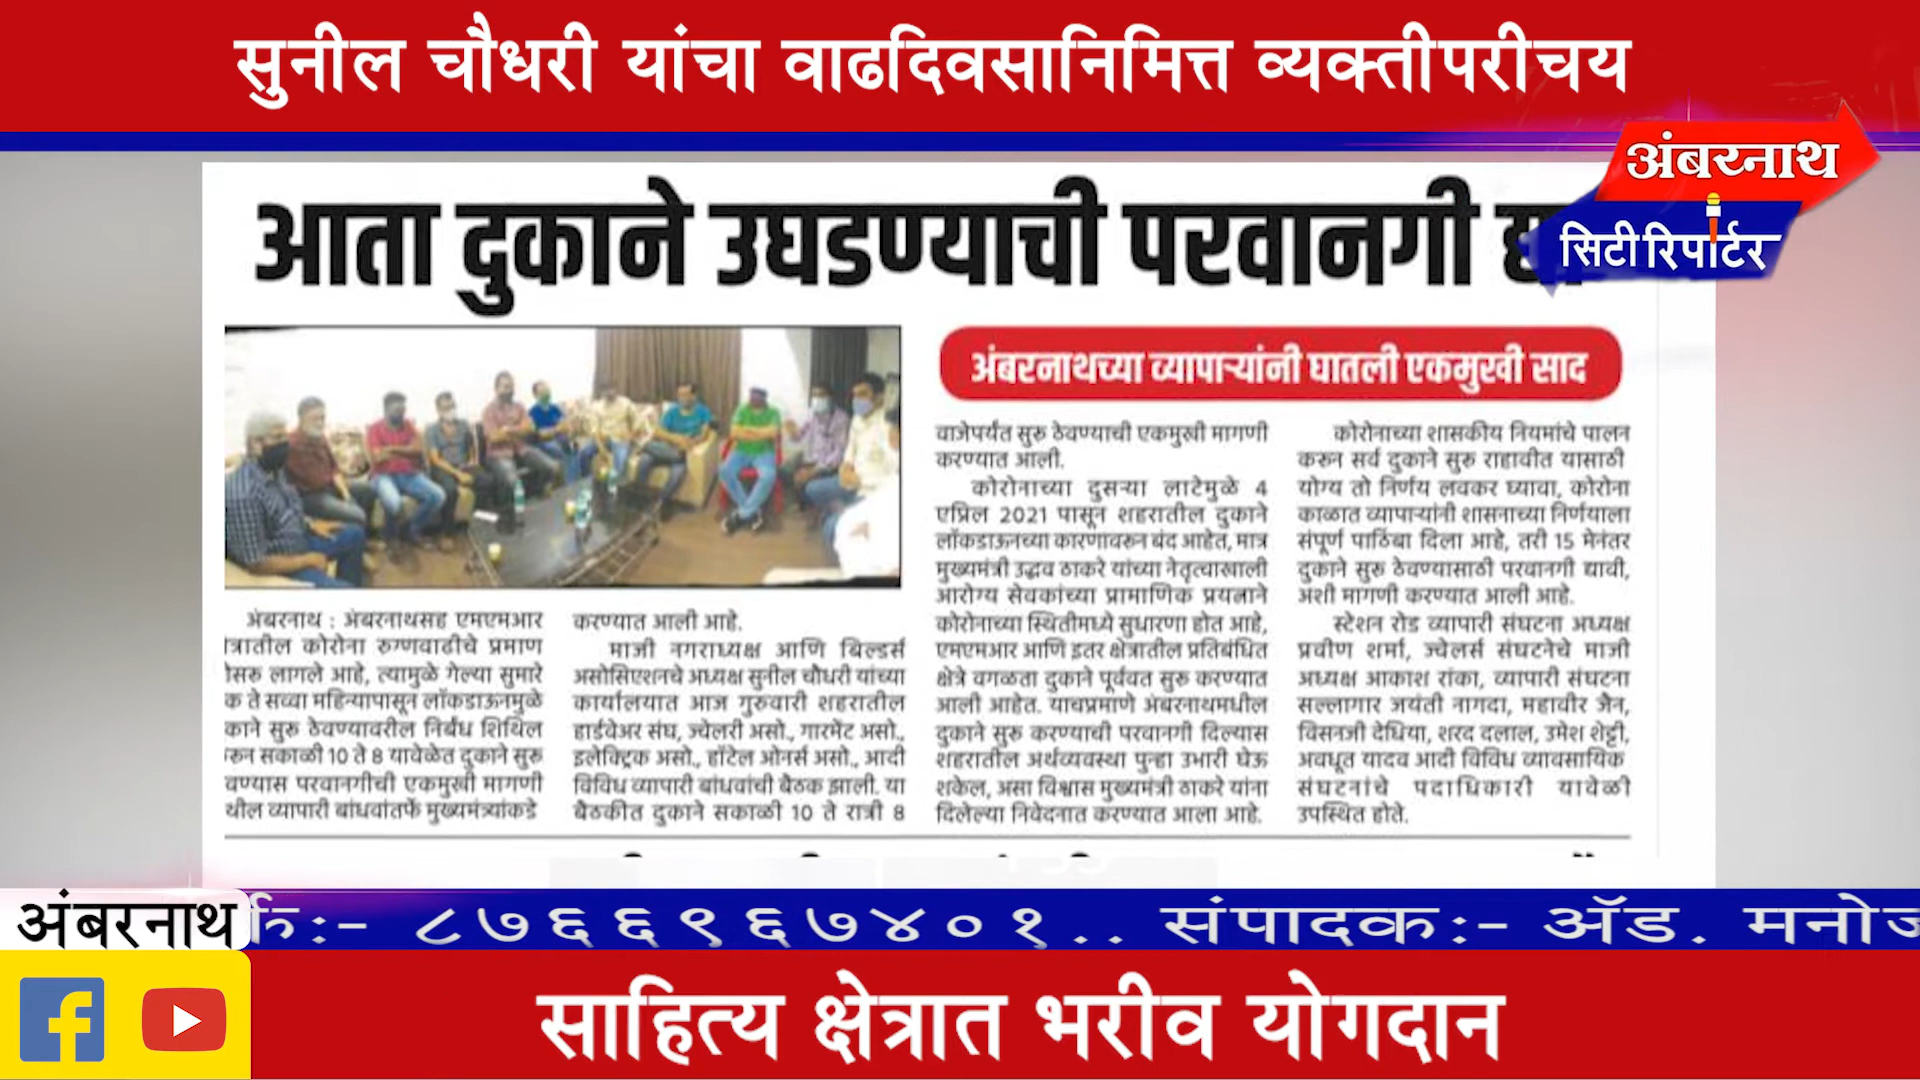 सुनील चौधरी यांचा वाढदिवसानिमित्त व्यक्तीपरीचय
अंबरनाथ
सिटी रिपोर्टर
आता दुकाने उघडण्याची परवानगी
अंबरनाथच्या व्यापाऱ्यांनी घातली एकमुखी साद
अंबरनाथ : अंबरनाथसह एमएमआर
त्रातील कोरोना रुग्णवाढीचे प्रमाण
ोसरू लागले आहे, त्यामुळे गेल्या सुमारे
क ते सव्वा महिन्यापासून लॉकडाऊनमुळे
काने सुरू ठेवण्यावरील निर्बंध शिथिल
रून सकाळी 10 ते 8 यावेळेत दुकाने सुरू
वण्यास परवानगीची एकमुखी मागणी
थील व्यापारी बांधवांतर्फे मुख्यमंत्र्यांकडे
करण्यात आली आहे.
माजी नगराध्यक्ष आणि बिल्डर्स
असोसिएशनचे अध्यक्ष सुनील चौधरी यांच्या
कार्यालयात आज गुरुवारी शहरातील
हार्डवेअर संघ, ज्वेलरी असो., गारमेंट असो.,
इलेक्ट्रिक असो., हॉटेल ओनर्स असो., आदी
विविध व्यापारी बांधवांची बैठक झाली. या
बैठकीत दुकाने सकाळी 10 ते रात्री 8
वाजेपर्यंत सुरू ठेवण्याची एकमुखी मागणी
करण्यात आली.
कोरोनाच्या दुसऱ्या लाटेमुळे 4
एप्रिल 2021 पासून शहरातील दुकाने
लॉकडाऊनच्या कारणावरून बंद आहेत, मात्र
मुख्यमंत्री उद्धव ठाकरे यांच्या नेतृत्वाखाली
आरोग्य सेवकांच्या प्रामाणिक प्रयत्नाने
कोरोनाच्या स्थितीमध्ये सुधारणा होत आहे,
एमएमआर आणि इतर क्षेत्रातील प्रतिबंधित
क्षेत्रे वगळता दुकाने पूर्ववत सुरू करण्यात
आली आहेत. याचप्रमाणे अंबरनाथमधील
दुकाने सुरू करण्याची परवानगी दिल्यास
शहरातील अर्थव्यवस्था पुन्हा उभारी घेऊ
शकेल, असा विश्वास मुख्यमंत्री ठाकरे यांना
दिलेल्या निवेदनात करण्यात आला आहे.
कोरोनाच्या शासकीय नियमांचे पालन
करून सर्व दुकाने सुरू राहावीत यासाठी
योग्य तो निर्णय लवकर घ्यावा, कोरोना
काळात व्यापाऱ्यांनी शासनाच्या निर्णयाला
संपूर्ण पाठिंबा दिला आहे, तरी 15 मेनंतर
दुकाने सुरू ठेवण्यासाठी परवानगी द्यावी,
अशी मागणी करण्यात आली आहे.
स्टेशन रोड व्यापारी संघटना अध्यक्ष
प्रवीण शर्मा, ज्वेलर्स संघटनेचे माजी
अध्यक्ष आकाश रांका, व्यापारी संघटना
सल्लागार जयंती नागदा, महावीर जैन,
विसनजी देधिया, शरद दलाल, उमेश शेट्टी,
अवधूत यादव आदी विविध व्यावसायिक
संघटनांचे पदाधिकारी यावेळी
उपस्थित होते.
अंबरनाथ
र्क:- ८७६६९६७४०१.. संपादक:- ॲड. मनोज
साहित्य क्षेत्रात भरीव योगदान